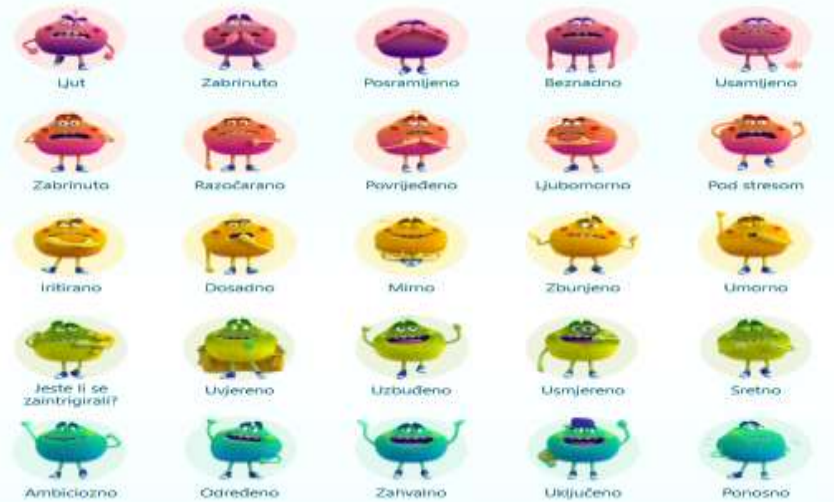 Ljut
Zabrinuto
Posramljeno
Beznadno
Usamljeno
Zabrinuto
Razočarano
Povrijeđeno
Ljubomorno
Pod stresom
Iritirano
Dosadno
Mirno
Zbunjeno
Umorno
Jeste li se
zaintrigirali?
Uvjereno
Uzbuđeno
Usmjereno
Sretno
Ambiciozno
Određeno
Zahvalno
Uključeno
Ponosno